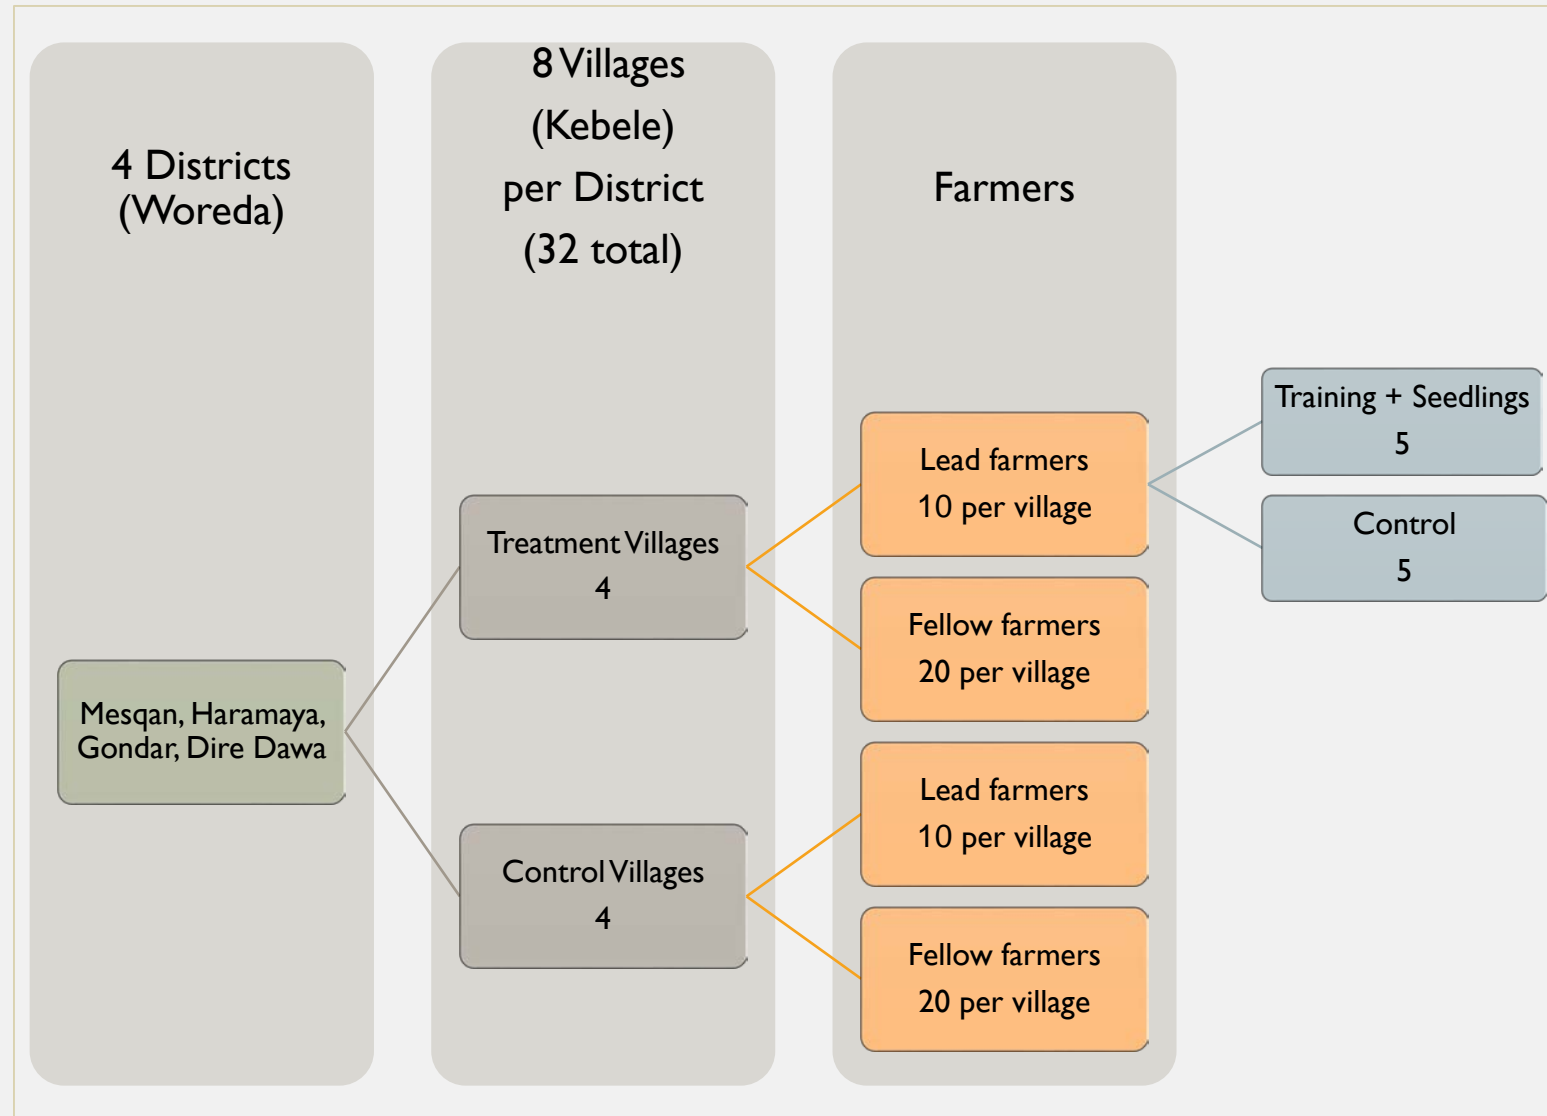 4 Districts
(Woreda)
8 Villages
(Kebele)
per District
(32 total)
Farmers
Mesqan, Haramaya,
Gondar, Dire Dawa
Treatment Villages
4
Control Villages
4
Lead farmers
10 per village
Fellow farmers
20 per village
Lead farmers
10 per village
Fellow farmers
20 per village
Training + Seedlings
5
Control
5